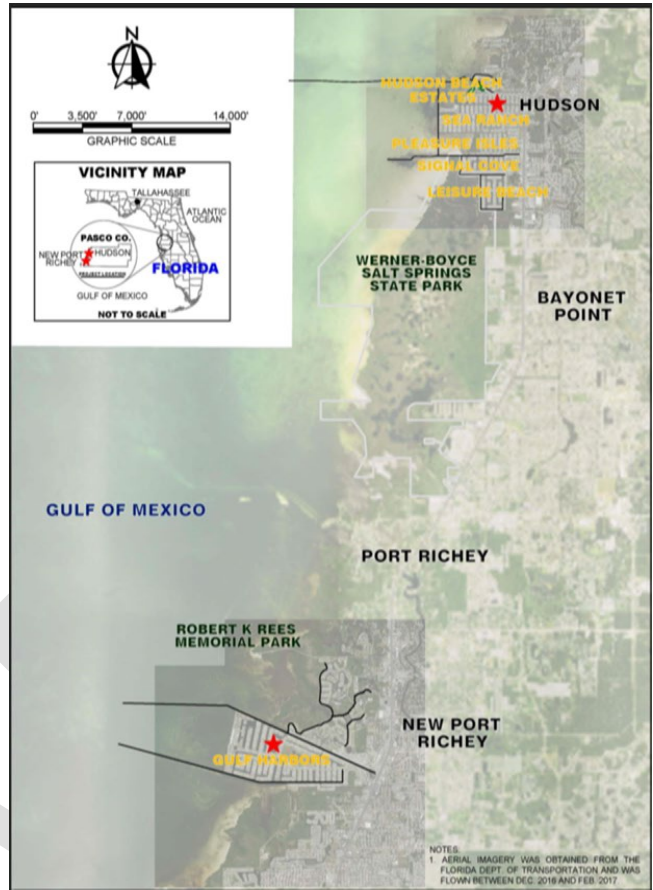 N
0' 3,500' 7,000' 14,000'
GRAPHIC SCALE
VICINITY MAP
TALLAHASSEE
ATLANTIC
OCEAN
PASCO CO.
NEW PORT
RICHEY
HUDSON
PROJECT LOCATION
FLORIDA
GULF OF MEXICO
NOT TO SCALE
HUDSON BEACH
ESTATES
HUDSON
SEA RANCH
PLEASURE ISLES
SIGNAL COVE
LEISURE BEACH
WERNER-BOYCE
SALT SPRINGS
STATE PARK
BAYONET
POINT
GULF OF MEXICO
PORT RICHEY
ROBERT K REES
MEMORIAL PARK
NEW PORT
RICHEY
GULF HARBORS
NOTES:
1. AERIAL IMAGERY WAS OBTAINED FROM THE
FLORIDA DEPT. OF TRANSPORTATION AND WAS
FLOWN BETWEEN DEC. 2016 AND FEB. 2017